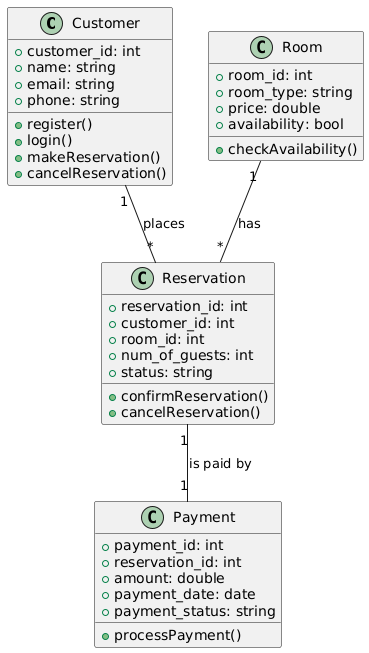 C Customer
customer_id: int
name: string
email: string
phone: string
register()
login()
makeReservation()
cancelReservation()
C Room
room_id: int
room_type: string
price: double
availability: bool
checkAvailability()
1
places
*
1
has
*
C Reservation
reservation_id: int
customer_id: int
room_id: int
num_of_guests: int
status: string
confirmReservation()
cancelReservation()
1
is paid by
1
C Payment
payment_id: int
reservation_id: int
amount: double
payment_date: date
payment_status: string
processPayment()